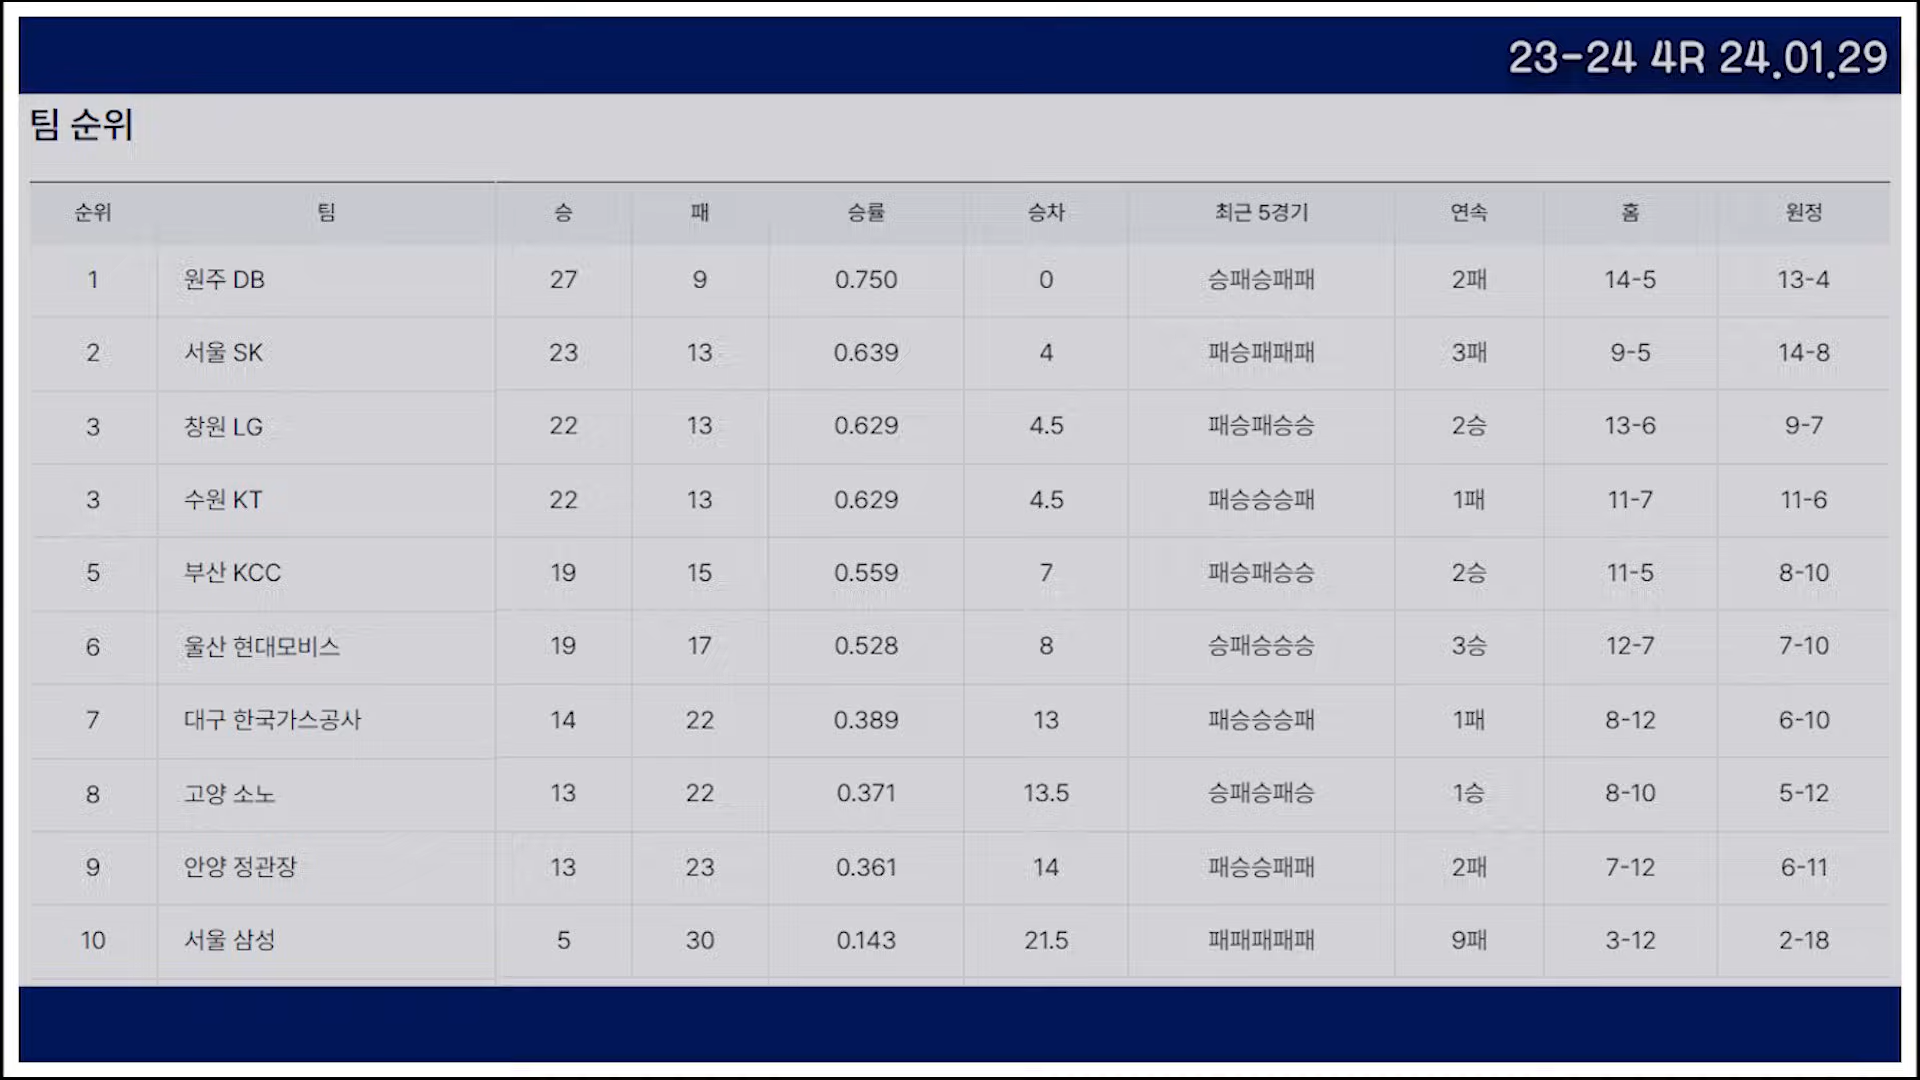 23-24 4R 24.01.29
팀 순위
순위 팀 승 패 승률 승차 최근 5경기 연속 홈 원정
1 원주 DB 27 9 0.750 0 승패승패패 2패 14-5 13-4
2 서울 SK 23 13 0.639 4 패승패패패 3패 9-5 14-8
3 창원 LG 22 13 0.629 4.5 패승패승승 2승 13-6 9-7
3 수원 KT 22 13 0.629 4.5 패승승승패 1패 11-7 11-6
5 부산 KCC 19 15 0.559 7 패승패승승 2승 11-5 8-10
6 울산 현대모비스 19 17 0.528 8 승패승승승 3승 12-7 7-10
7 대구 한국가스공사 14 22 0.389 13 패승승승패 1패 8-12 6-10
8 고양 소노 13 22 0.371 13.5 승패승패승 1승 8-10 5-12
9 안양 정관장 13 23 0.361 14 패승승패패 2패 7-12 6-11
10 서울 삼성 5 30 0.143 21.5 패패패패패 9패 3-12 2-18